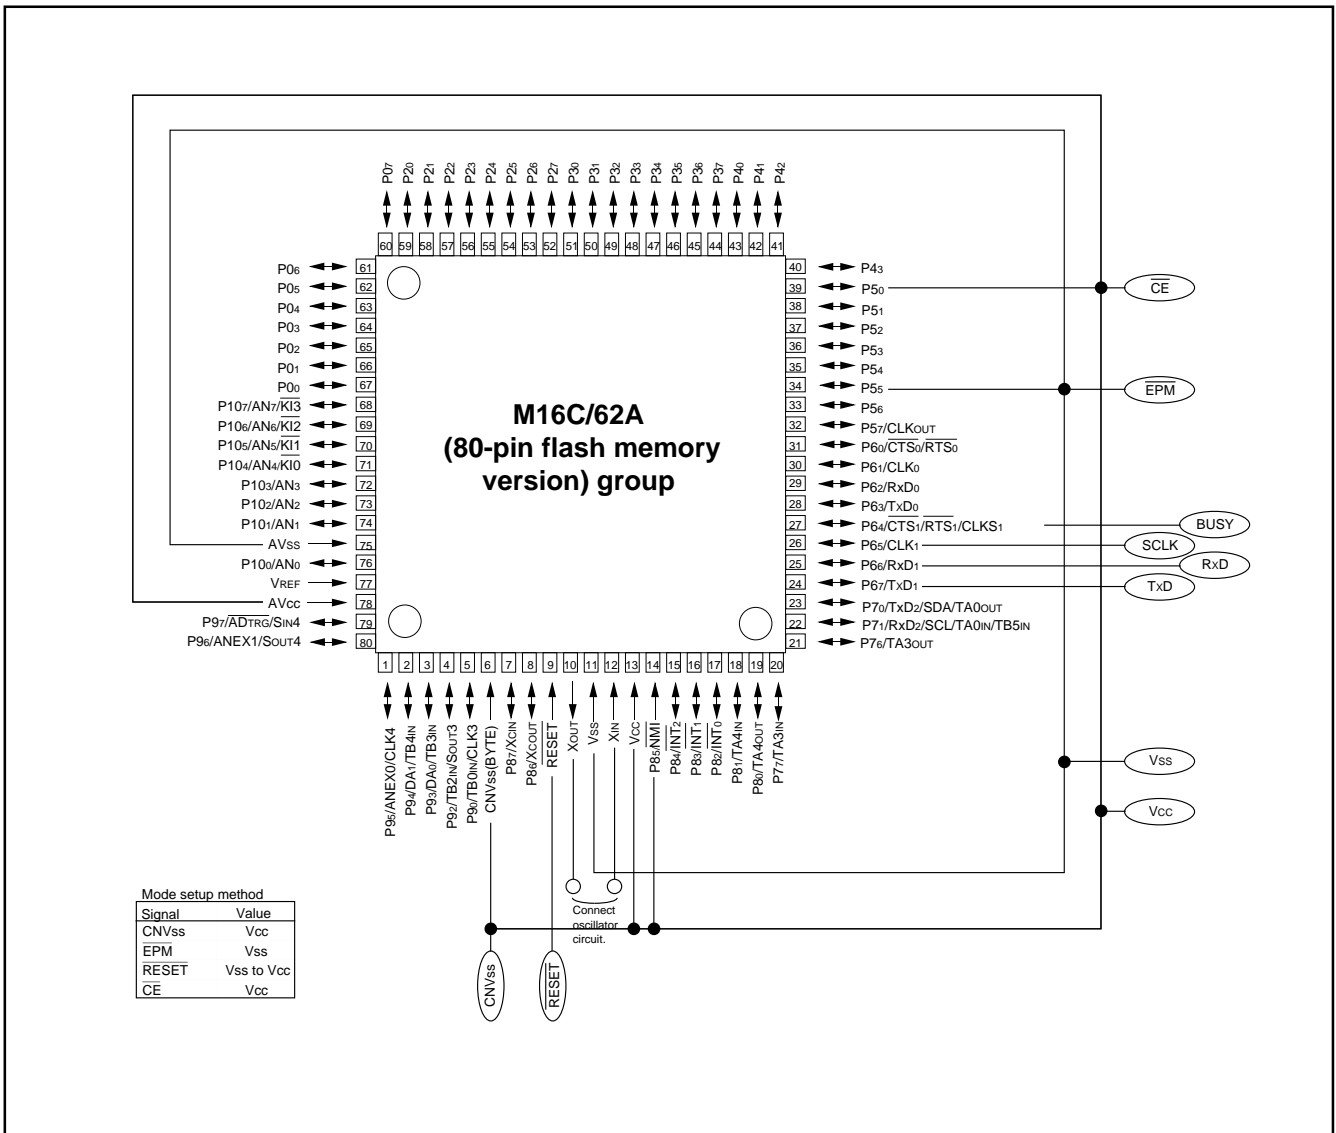 P07 P20 P21 P22 P23 P24 P25 P26 P27 P30 P31 P32 P33 P34 P35 P36 P37 P40 P41 P42
60 59 58 57 56 55 54 53 52 51 50 49 48 47 46 45 44 43 42 41
P06 61
P05 62
P04 63
P03 64
P02 65
P01 66
P00 67
P107/AN7/KI3 68
P106/AN6/KI2 69
P105/AN5/KI1 70
P104/AN4/KI0 71
P103/AN3 72
P102/AN2 73
P101/AN1 74
AVss 75
P100/AN0 76
VREF 77
AVcc 78
P97/ADTRG/SIN4 79
P96/ANEX1/SOUT4 80
M16C/62A
(80-pin flash memory
version) group
40 P43
39 P50 CE
38 P51
37 P52
36 P53
35 P54
34 P55 EPM
33 P56
32 P57/CLKOUT
31 P60/CTS0/RTS0
30 P61/CLK0
29 P62/RxD0
28 P63/TxD0
27 P64/CTS1/RTS1/CLKS1 BUSY
26 P65/CLK1 SCLK
25 P66/RxD1 RxD
24 P67/TxD1 TxD
23 P70/TxD2/SDA/TA0OUT
22 P71/RxD2/SCL/TA0IN/TB5IN
21 P76/TA3OUT
1 2 3 4 5 6 7 8 9 10 11 12 13 14 15 16 17 18 19 20
P95/ANEX0/CLK4
P94/DA1/TB4IN
P93/DA0/TB3IN
P92/TB2IN/SOUT3
P90/TB0IN/CLK3
CNVss(BYTE)
P87/XCIN
P86/XCOUT
RESET
XOUT
Vss
XIN
Vcc
P85/NMI
P84/INT2
P83/INT1
P82/INT0
P81/TA4IN
P80/TA4OUT
P77/TA3IN
Vss
Vcc
Connect
oscillator
circuit.
CNVss
RESET
Mode setup method
Signal Value
CNVss Vcc
EPM Vss
RESET Vss to Vcc
CE Vcc